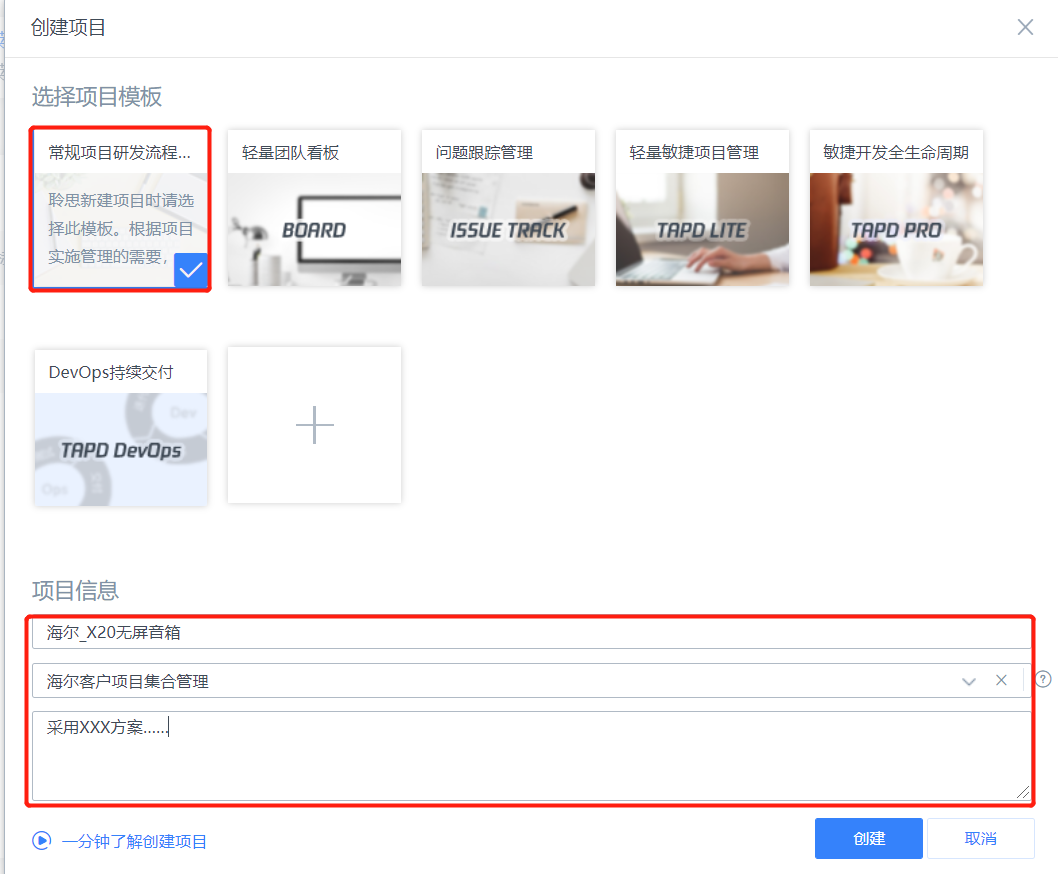 创建项目
选择项目模板
常规项目研发流程...
聆思新建项目时请选
择此模板。根据项目
实施管理的需要，
轻量团队看板
BOARD
问题跟踪管理
ISSUE TRACK
轻量敏捷项目管理
TAPD LITE
敏捷开发全生命周期
TAPD PRO
DevOps持续交付
Dev
TAPD DevOps
Ops
项目信息
海尔_X20无屏音箱
海尔客户项目集合管理
?
采用XXX方案......
一分钟了解创建项目
创建
取消